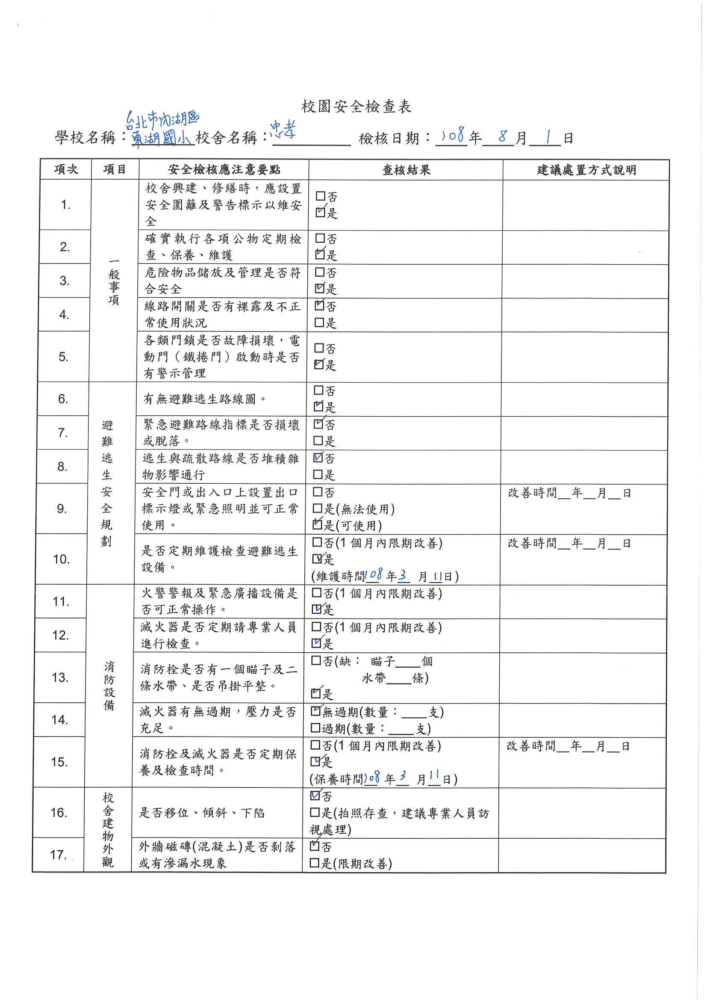 校園安全檢查表
台北市內湖區
學校名稱：東湖國小 校舍名稱：忠孝 檢核日期：108年 8月 1日
項次 項目 安全檢核應注意要點 查核結果 建議處置方式說明
一般事項
1. 校舍興建、修繕時，應設置
安全圍籬及警告標示以維安
全
☐否
☑是
2. 確實執行各項公物定期檢
查、保養、維護
☐否
☑是
3. 危險物品儲放及管理是否符
合安全
☐否
☑是
4. 線路開關是否有裸露及不正
常使用狀況
☑否
☐是
5. 各類門鎖是否故障損壞，電
動門（鐵捲門）啟動時是否
有警示管理
☐否
☑是
避難逃生安全規劃
6. 有無避難逃生路線圖。
☐否
☑是
7. 緊急避難路線指標是否損壞
或脫落。
☑否
☐是
8. 逃生與疏散路線是否堆積雜
物影響通行
☑否
☐是
9. 安全門或出入口上設置出口
標示燈或緊急照明並可正常
使用。
☐否
☐是(無法使用)
☑是(可使用)
改善時間__年__月__日
10. 是否定期維護檢查避難逃生
設備。
☐否(1 個月內限期改善)
☑是
(維護時間108年3 月11日)
改善時間__年__月__日
消防設備
11. 火警警報及緊急廣播設備是
否可正常操作。
☐否(1 個月內限期改善)
☑是
12. 滅火器是否定期請專業人員
進行檢查。
☐否(1 個月內限期改善)
☑是
13. 消防栓是否有一個瞄子及二
條水帶、是否吊掛平整。
☐否(缺： 瞄子____個
水帶____條)
☑是
14. 滅火器有無過期，壓力是否
充足。
☑無過期(數量：____支)
☐過期(數量：____支)
15. 消防栓及滅火器是否定期保
養及檢查時間。
☐否(1 個月內限期改善)
☑是
(保養時間108年3 月11日)
改善時間__年__月__日
校舍建物外觀
16. 是否移位、傾斜、下陷
☑否
☐是(拍照存查，建議專業人員訪
視處理)
17. 外牆磁磚(混凝土)是否剝落
或有滲漏水現象
☑否
☐是(限期改善)